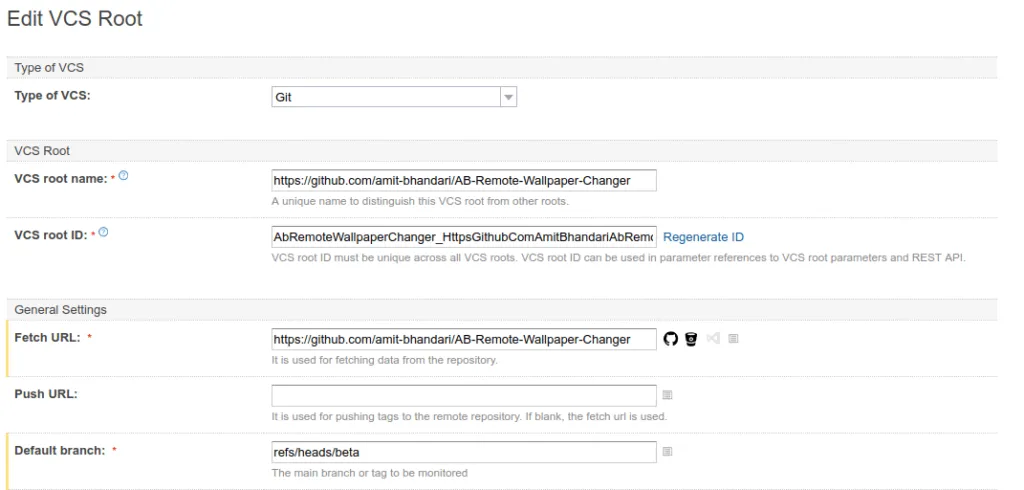 Edit VCS Root
Type of VCS
Type of VCS:
Git
VCS Root
VCS root name: * ?
https://github.com/amit-bhandari/AB-Remote-Wallpaper-Changer
A unique name to distinguish this VCS root from other roots.
VCS root ID: * ?
AbRemoteWallpaperChanger_HttpsGithubComAmitBhandariAbRem
Regenerate ID
VCS root ID must be unique across all VCS roots. VCS root ID can be used in parameter references to VCS root parameters and REST API.
General Settings
Fetch URL: *
https://github.com/amit-bhandari/AB-Remote-Wallpaper-Changer
It is used for fetching data from the repository.
Push URL:
It is used for pushing tags to the remote repository. If blank, the fetch url is used.
Default branch: *
refs/heads/beta
The main branch or tag to be monitored